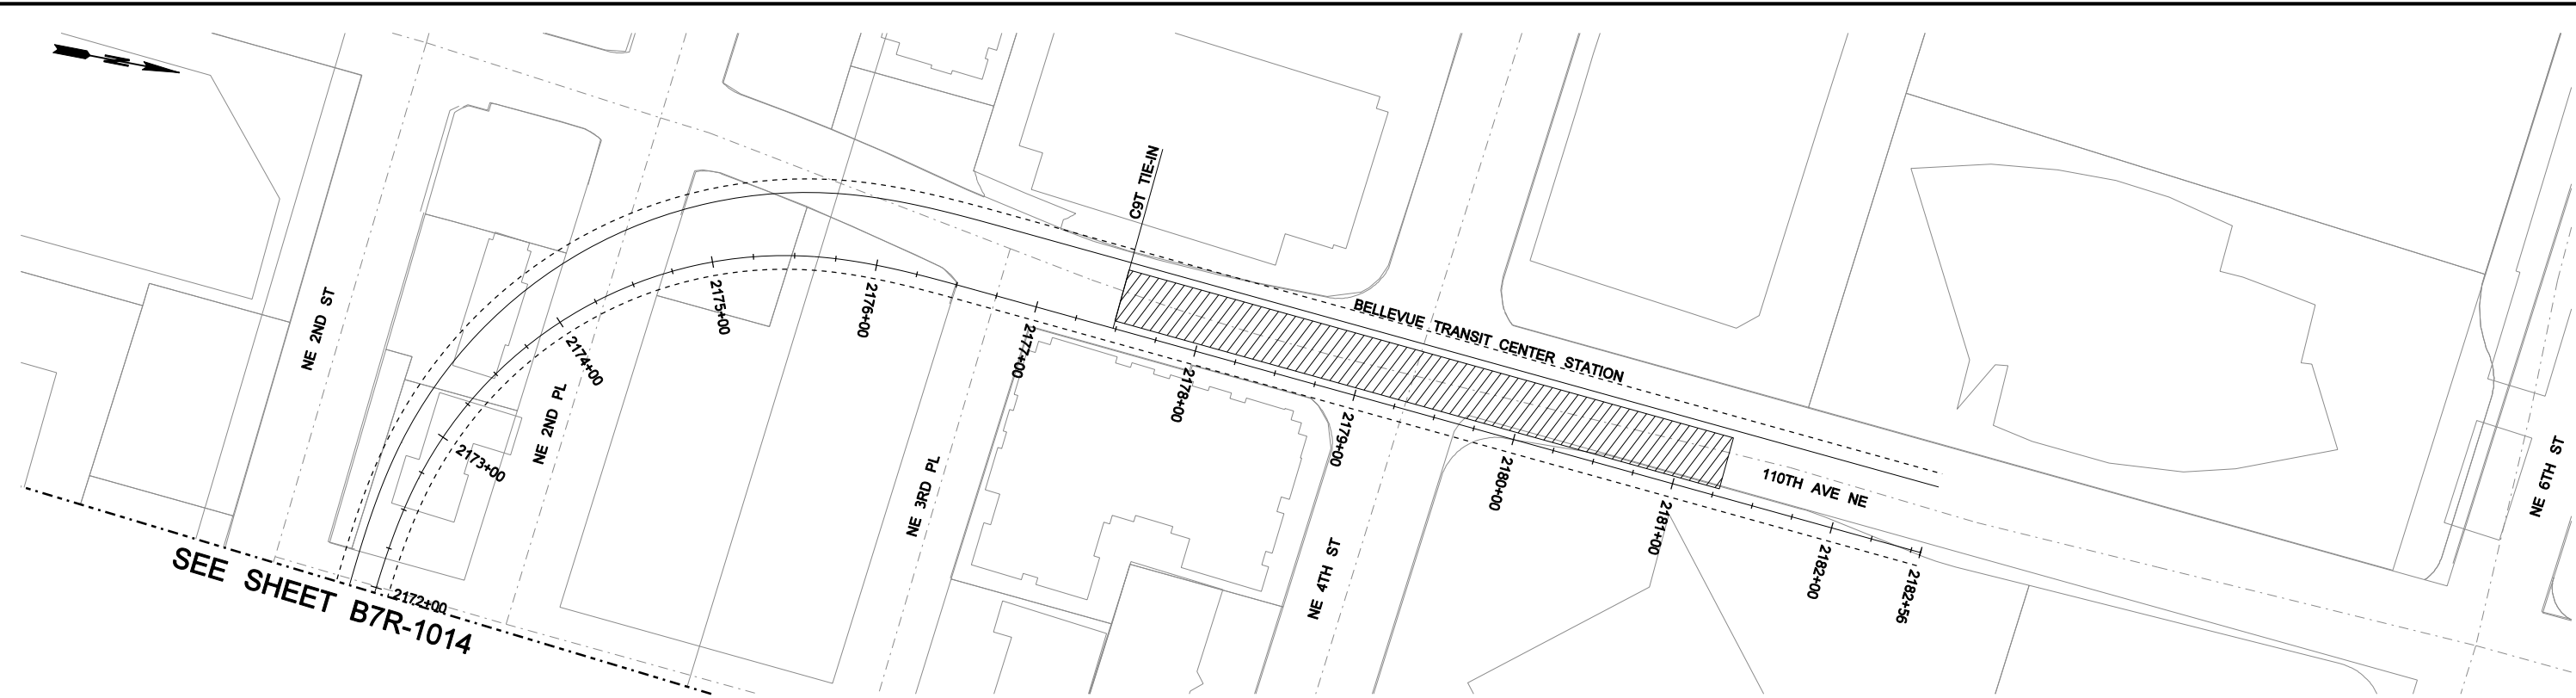 N
C6T TIE-IN
NE 2ND ST
2175+00
2176+00
2174+00
NE 2ND PL
2177+00
BELLEVUE TRANSIT CENTER STATION
2178+00
2179+00
2173+00
NE 3RD PL
2180+00
110TH AVE NE
NE 6TH ST
2181+00
NE 4TH ST
2182+00
2182+56
2172+00
SEE SHEET B7R-1014